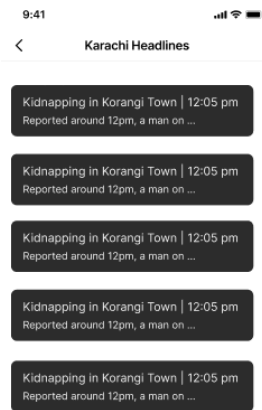 9:41
Karachi Headlines
Kidnapping in Korangi Town | 12:05 pm
Reported around 12pm, a man on ...
Kidnapping in Korangi Town | 12:05 pm
Reported around 12pm, a man on ...
Kidnapping in Korangi Town | 12:05 pm
Reported around 12pm, a man on ...
Kidnapping in Korangi Town | 12:05 pm
Reported around 12pm, a man on ...
Kidnapping in Korangi Town | 12:05 pm
Reported around 12pm, a man on ...